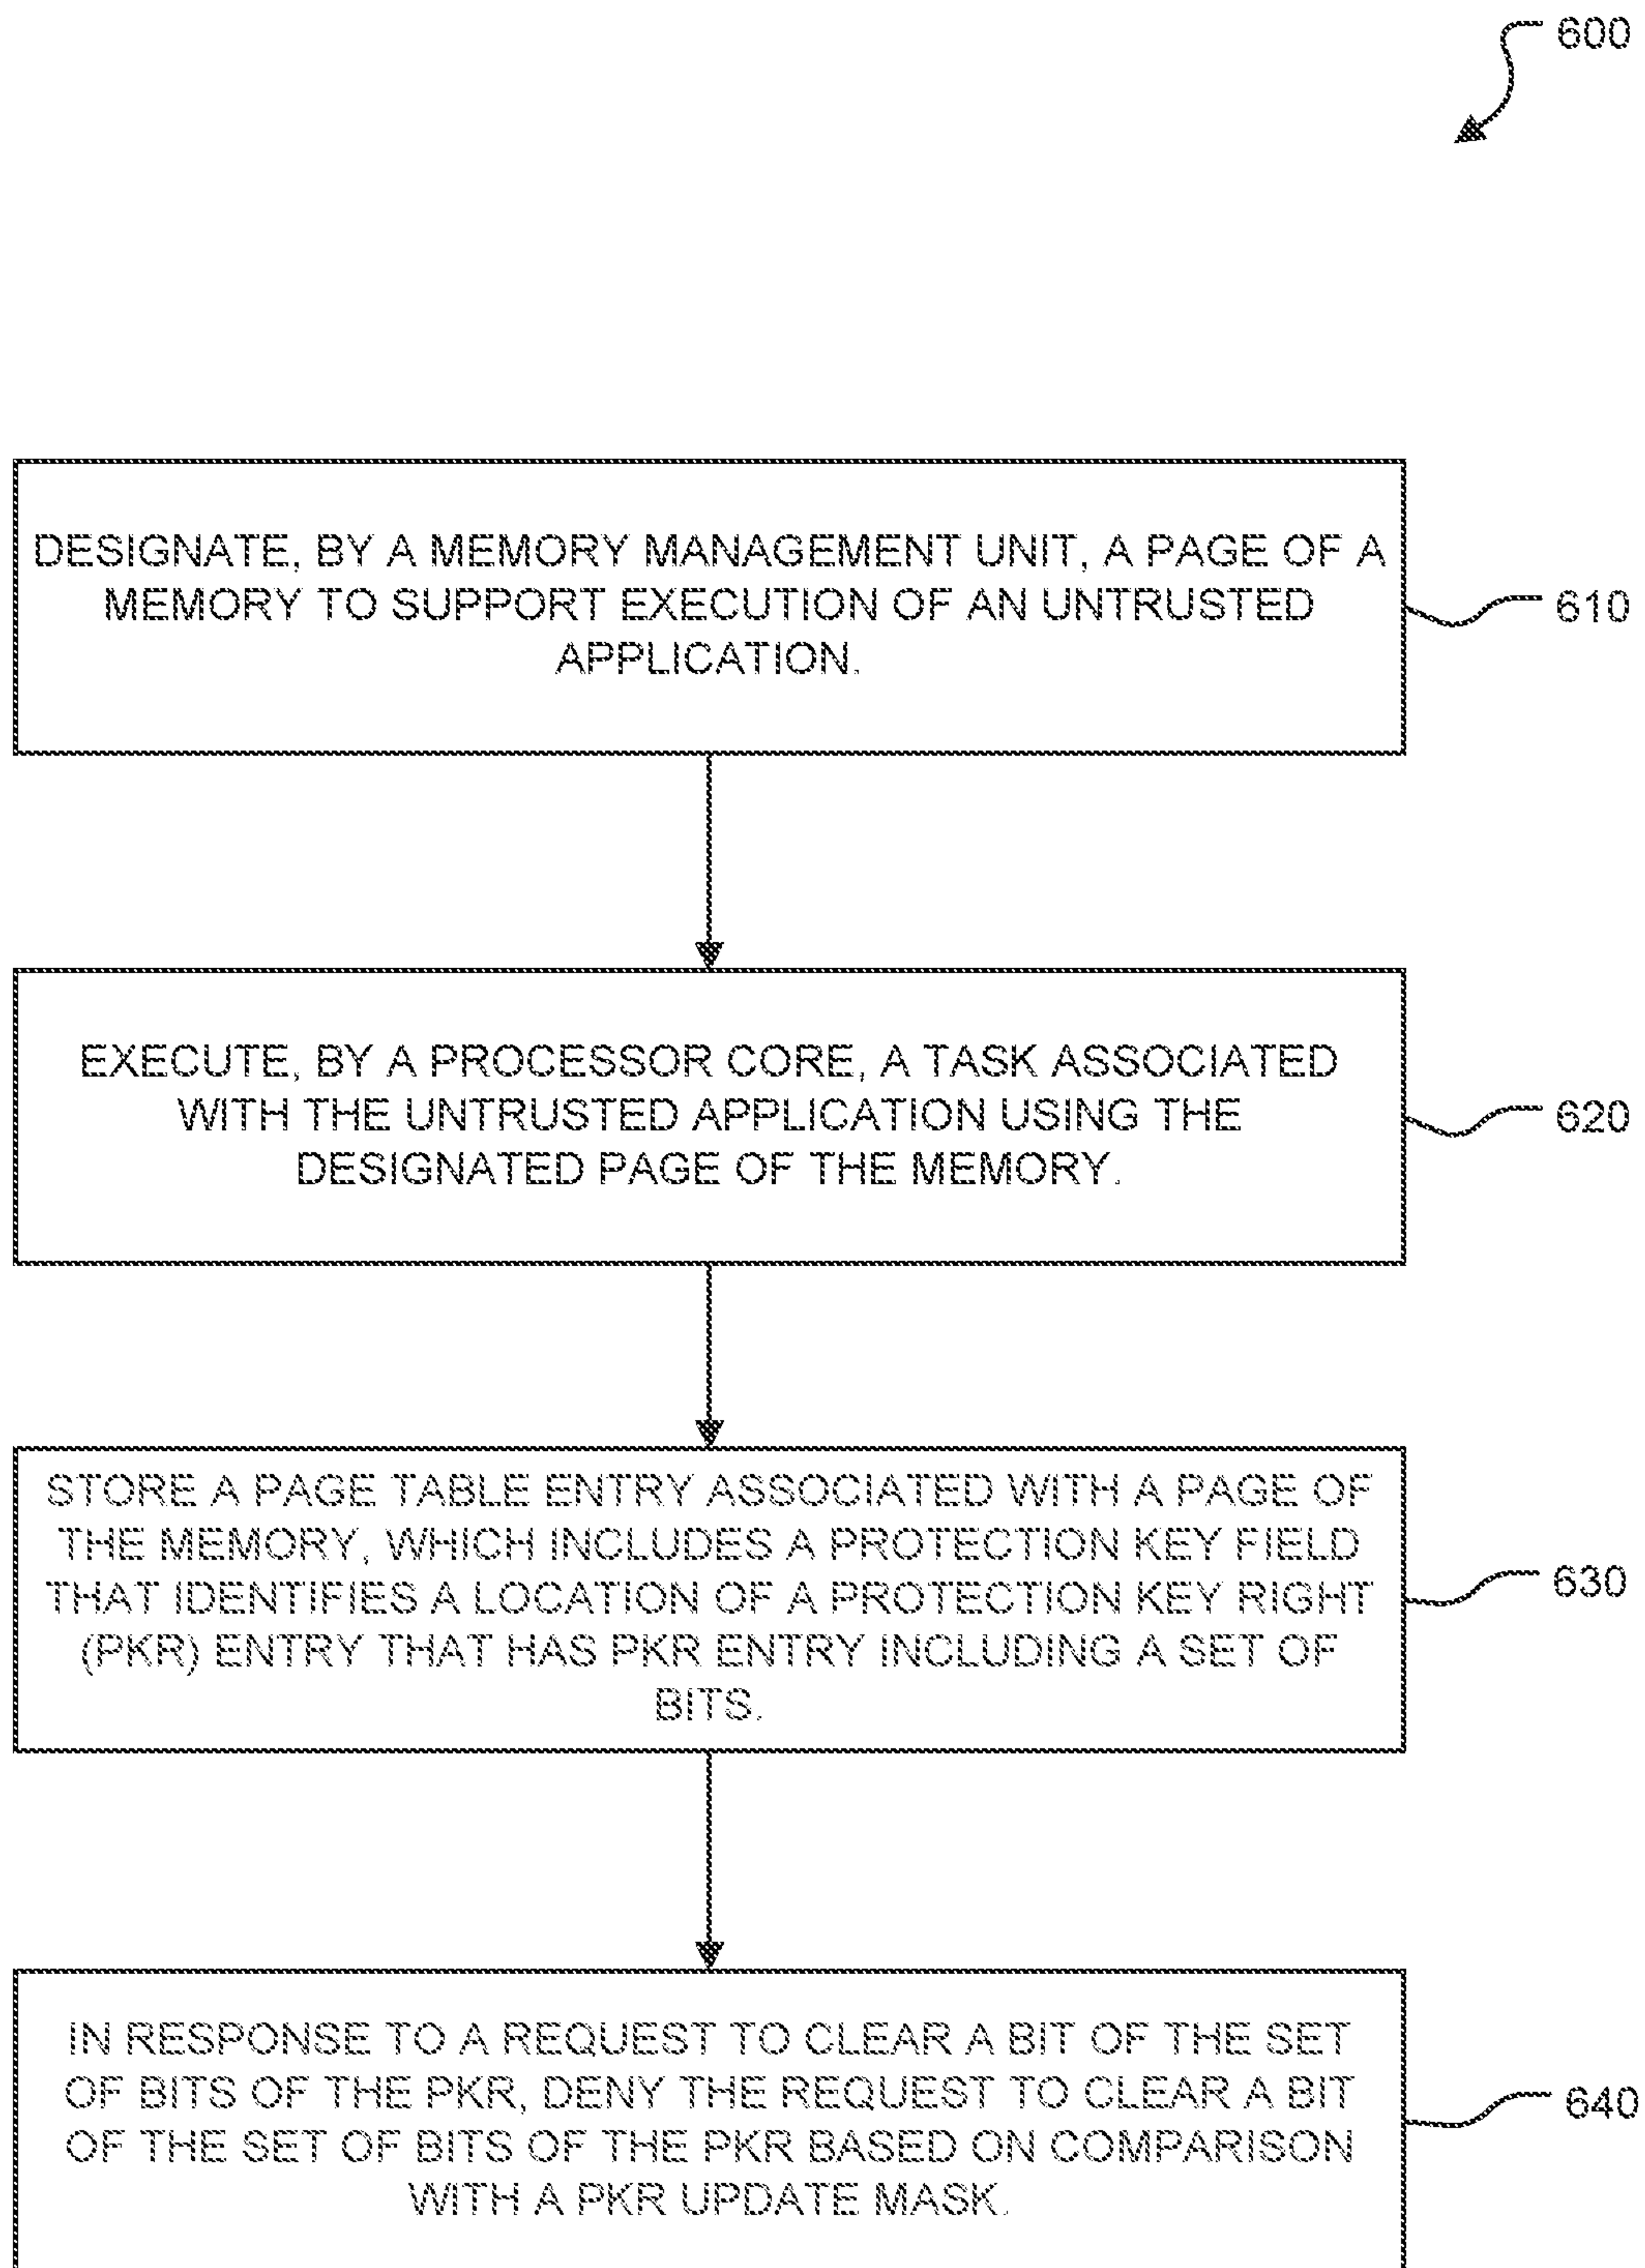 600
DESIGNATE, BY A MEMORY MANAGEMENT UNIT, A PAGE OF A
MEMORY TO SUPPORT EXECUTION OF AN UNTRUSTED
APPLICATION.
610
EXECUTE, BY A PROCESSOR CORE, A TASK ASSOCIATED
WITH THE UNTRUSTED APPLICATION USING THE
DESIGNATED PAGE OF THE MEMORY.
620
STORE A PAGE TABLE ENTRY ASSOCIATED WITH A PAGE OF
THE MEMORY, WHICH INCLUDES A PROTECTION KEY FIELD
THAT IDENTIFIES A LOCATION OF A PROTECTION KEY RIGHT
(PKR) ENTRY THAT HAS PKR ENTRY INCLUDING A SET OF
BITS.
630
IN RESPONSE TO A REQUEST TO CLEAR A BIT OF THE SET
OF BITS OF THE PKR, DENY THE REQUEST TO CLEAR A BIT
OF THE SET OF BITS OF THE PKR BASED ON COMPARISON
WITH A PKR UPDATE MASK.
640